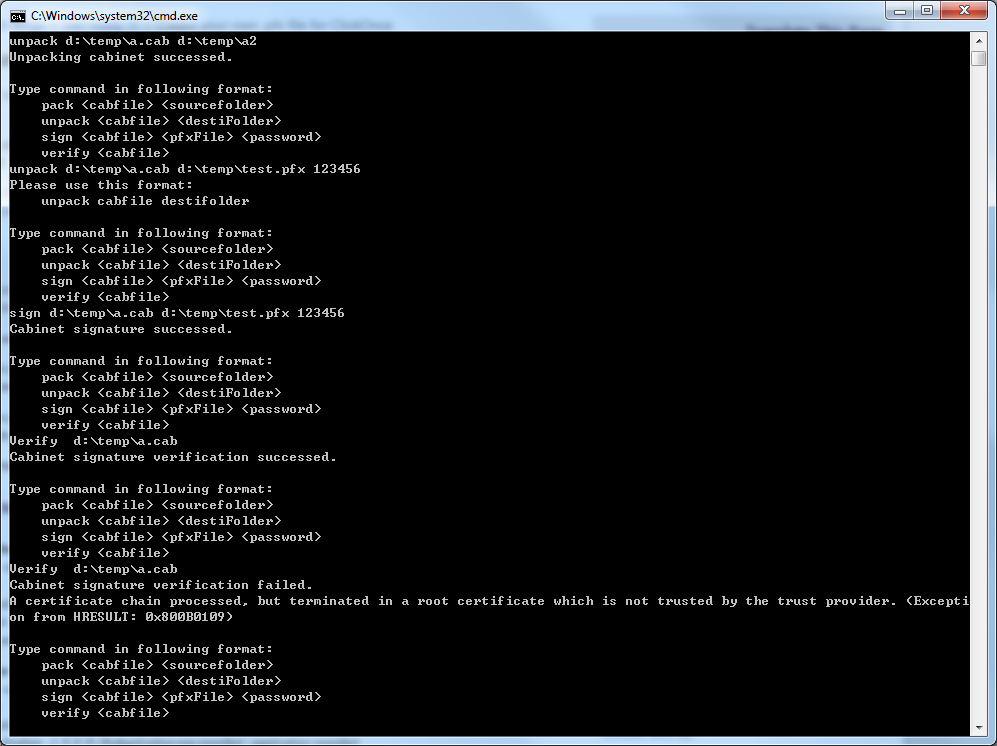 C:\Windows\system32\cmd.exe
unpack d:\temp\a.cab d:\temp\a2
Unpacking cabinet successed.
Type command in following format:
pack <cabfile> <sourcefolder>
unpack <cabfile> <destiFolder>
sign <cabfile> <pfxFile> <password>
verify <cabfile>
unpack d:\temp\a.cab d:\temp\test.pfx 123456
Please use this format:
unpack cabfile destifolder
Type command in following format:
pack <cabfile> <sourcefolder>
unpack <cabfile> <destiFolder>
sign <cabfile> <pfxFile> <password>
verify <cabfile>
sign d:\temp\a.cab d:\temp\test.pfx 123456
Cabinet signature successed.
Type command in following format:
pack <cabfile> <sourcefolder>
unpack <cabfile> <destiFolder>
sign <cabfile> <pfxFile> <password>
verify <cabfile>
Verify  d:\temp\a.cab
Cabinet signature verification successed.
Type command in following format:
pack <cabfile> <sourcefolder>
unpack <cabfile> <destiFolder>
sign <cabfile> <pfxFile> <password>
verify <cabfile>
Verify  d:\temp\a.cab
Cabinet signature verification failed.
A certificate chain processed, but terminated in a root certificate which is not trusted by the trust provider. (Excepti
on from HRESULT: 0x800B0109)
Type command in following format:
pack <cabfile> <sourcefolder>
unpack <cabfile> <destiFolder>
sign <cabfile> <pfxFile> <password>
verify <cabfile>